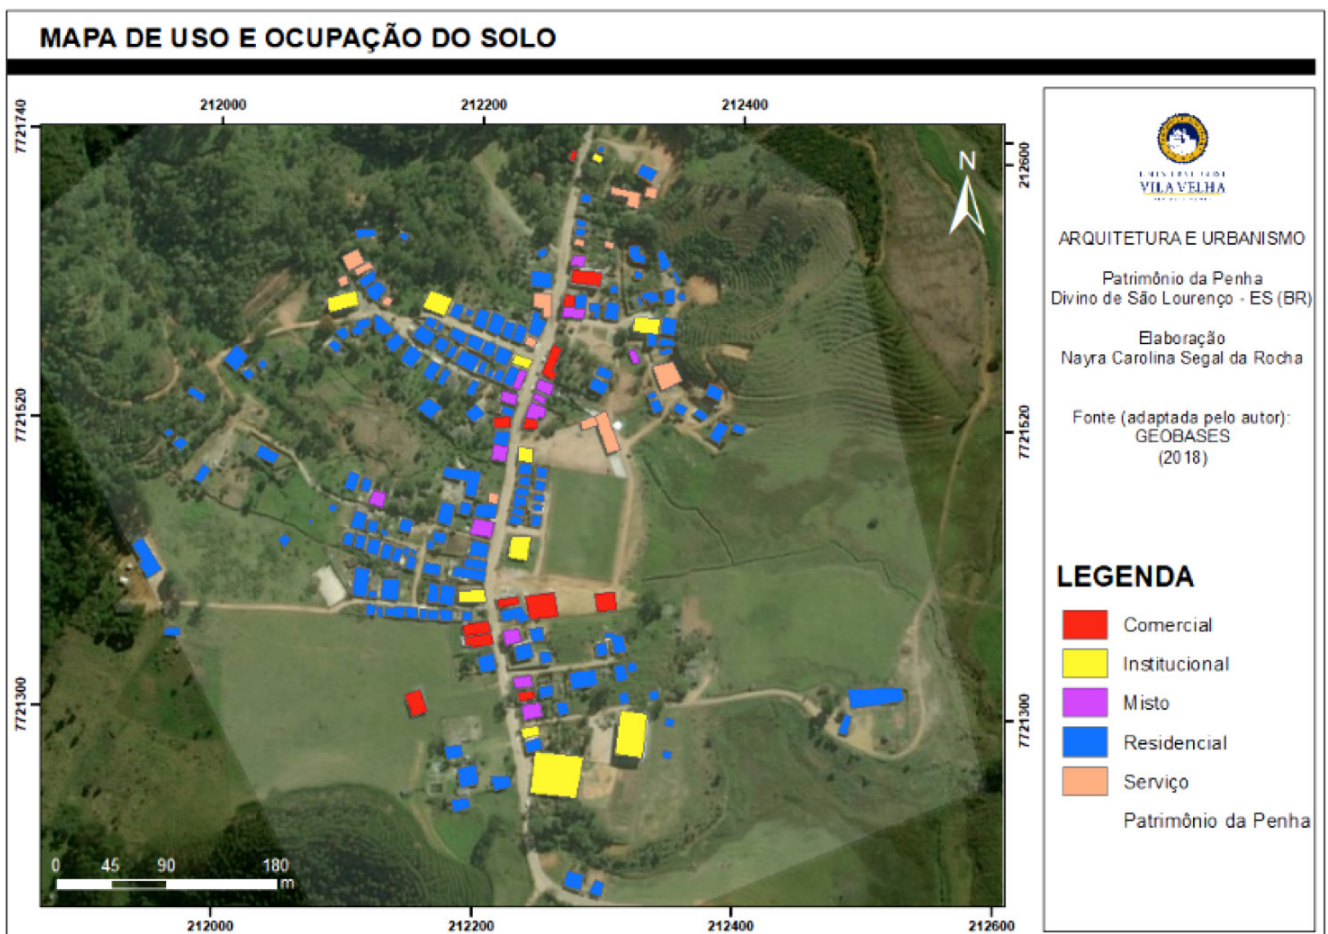 MAPA DE USO E OCUPAÇÃO DO SOLO
212000
212200
212400
7721740
212600
N
VILA VELHA
ARQUITETURA E URBANISMO
Patrimônio da Penha
Divino de São Lourenço - ES (BR)
Elaboração
Nayra Carolina Segal da Rocha
Fonte (adaptada pelo autor):
GEOBASES
(2018)
7721520
7721520
7721300
7721300
LEGENDA
Comercial
Institucional
Misto
Residencial
Serviço
Patrimônio da Penha
0 45 90 180
m
212000
212200
212400
212600